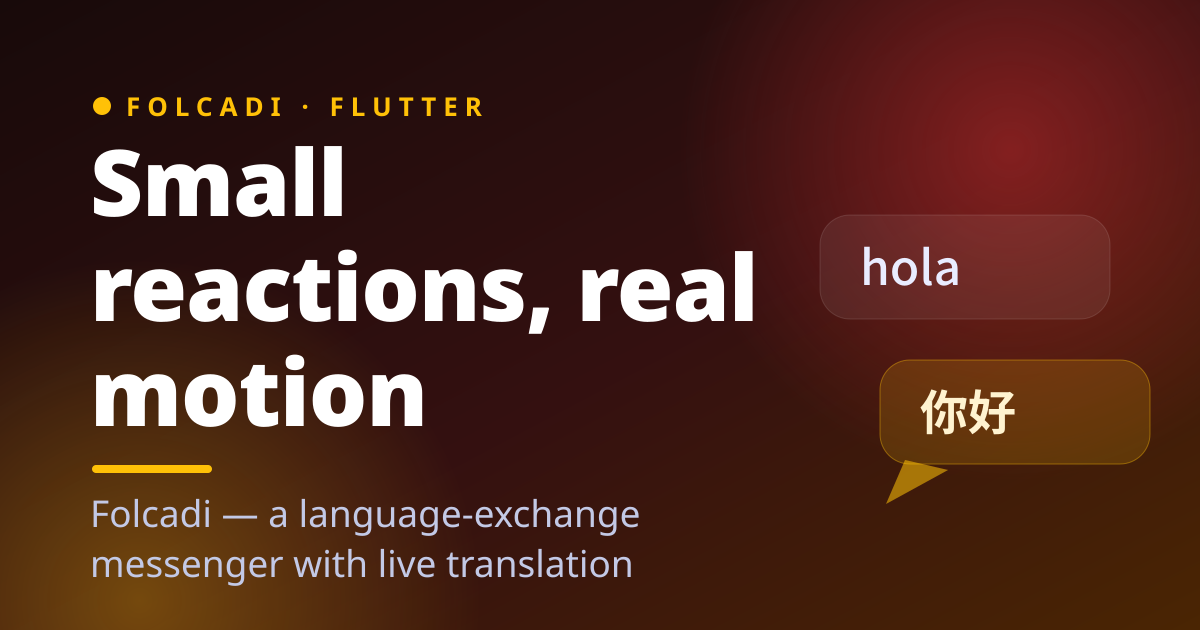 FOLCADI · FLUTTER
Small
reactions, real
motion
Folcadi — a language-exchange
messenger with live translation
hola
你好